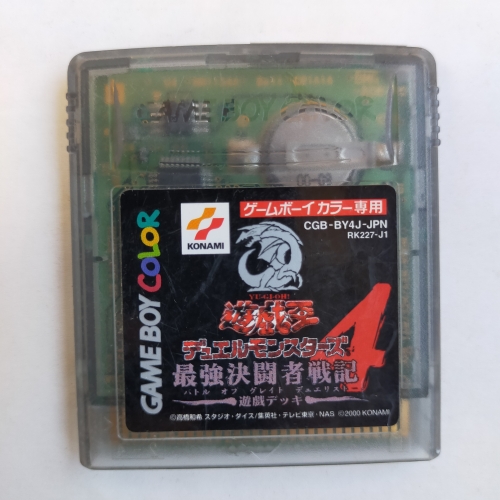 GAME BOY COLOR
GAME BOY COLOR
KONAMI
ゲームボーイカラー専用
CGB-BY4J-JPN
RK227-J1
YU-GI-OH!
遊戯王
デュエルモンスターズ4
最強決闘者戦記
バトル オブ グレイト デュエリスト
遊戯デッキ
©高橋和希 スタジオ・ダイス/集英社・テレビ東京・NAS ©2000 KONAMI